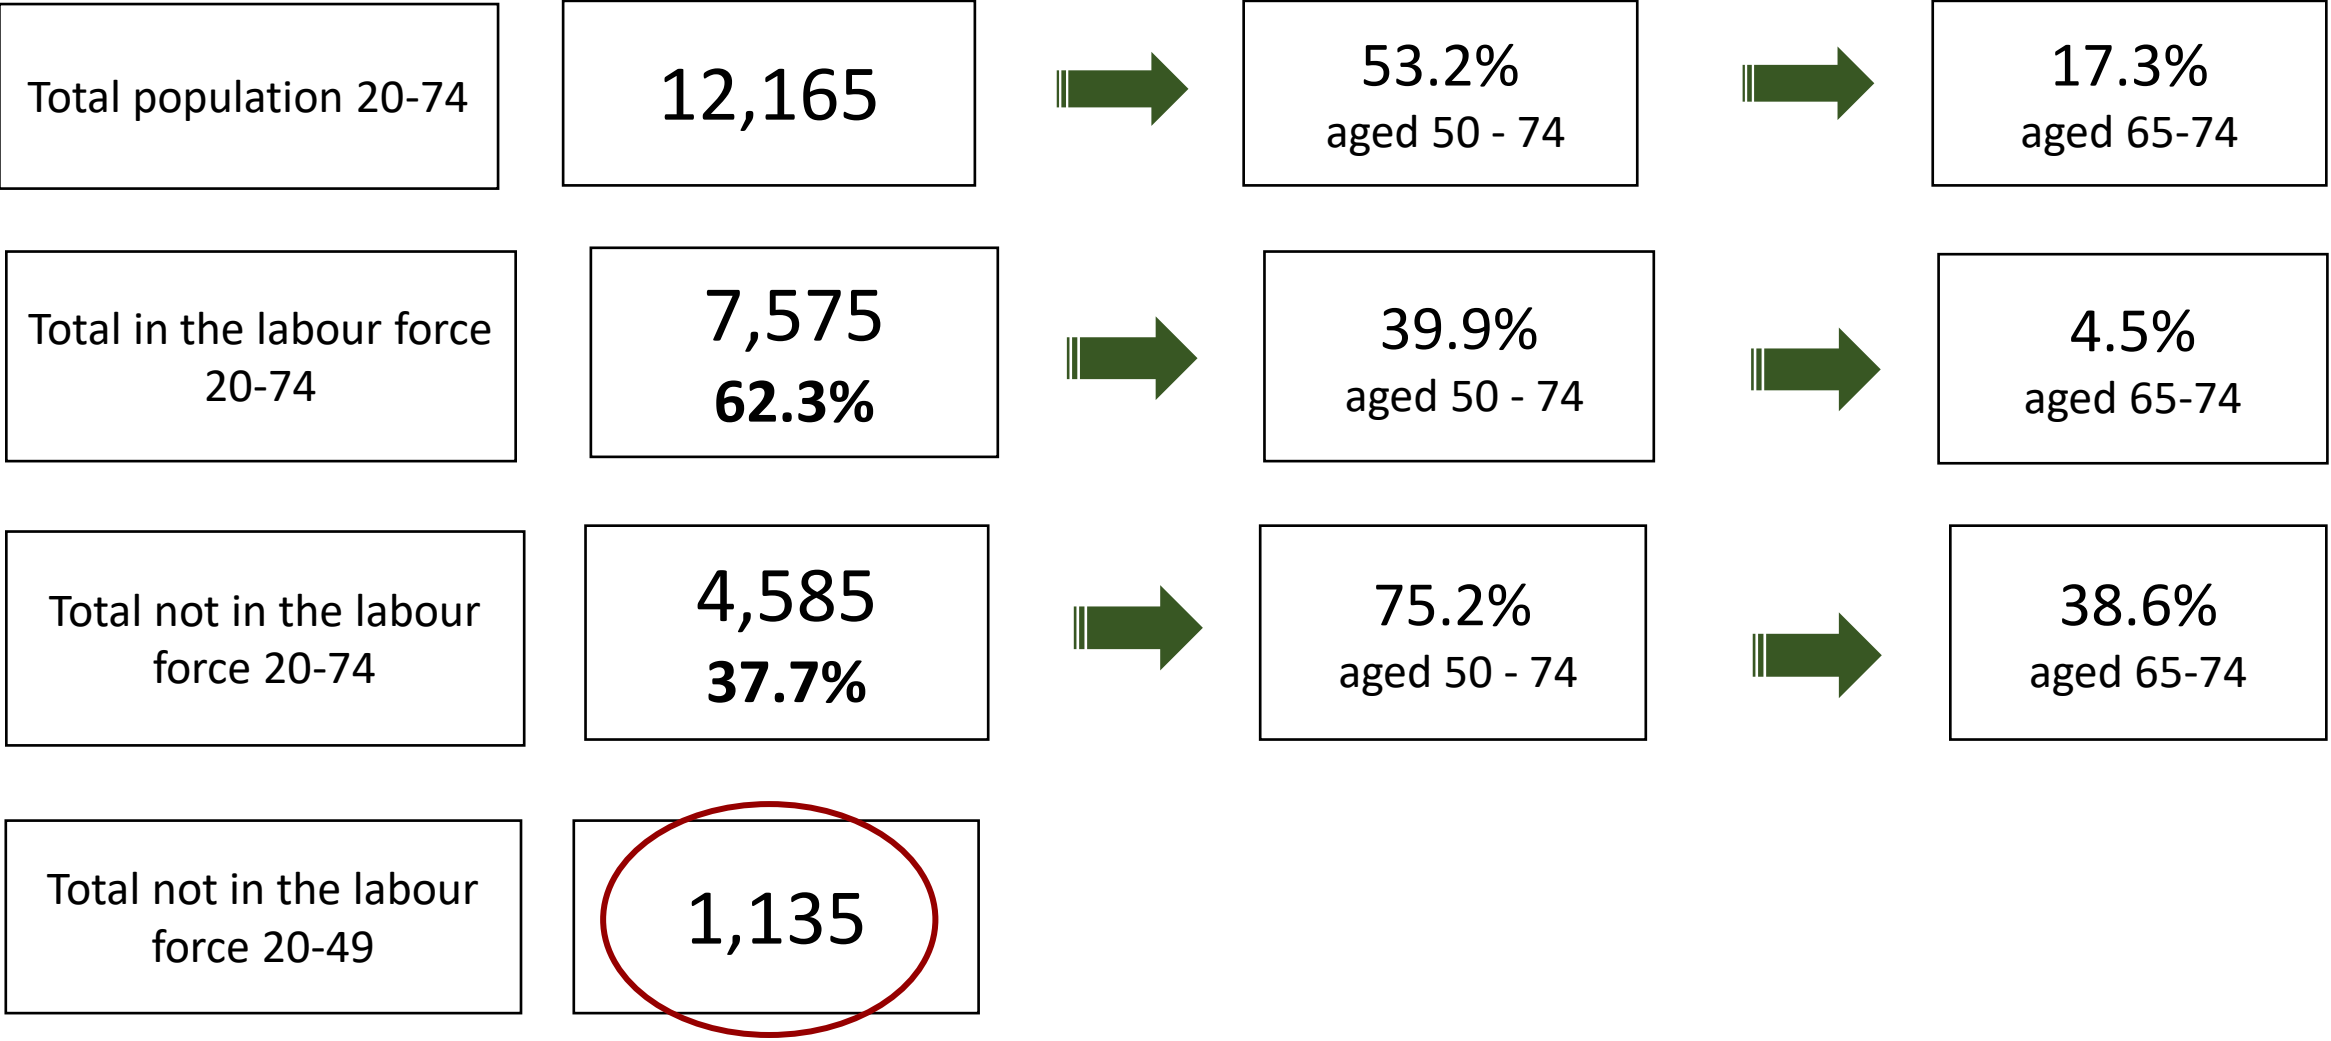 Total population 20-74
12,165
53.2%
aged 50 - 74
17.3%
aged 65-74
Total in the labour force
20-74
7,575
62.3%
39.9%
aged 50 - 74
4.5%
aged 65-74
Total not in the labour
force 20-74
4,585
37.7%
75.2%
aged 50 - 74
38.6%
aged 65-74
Total not in the labour
force 20-49
1,135